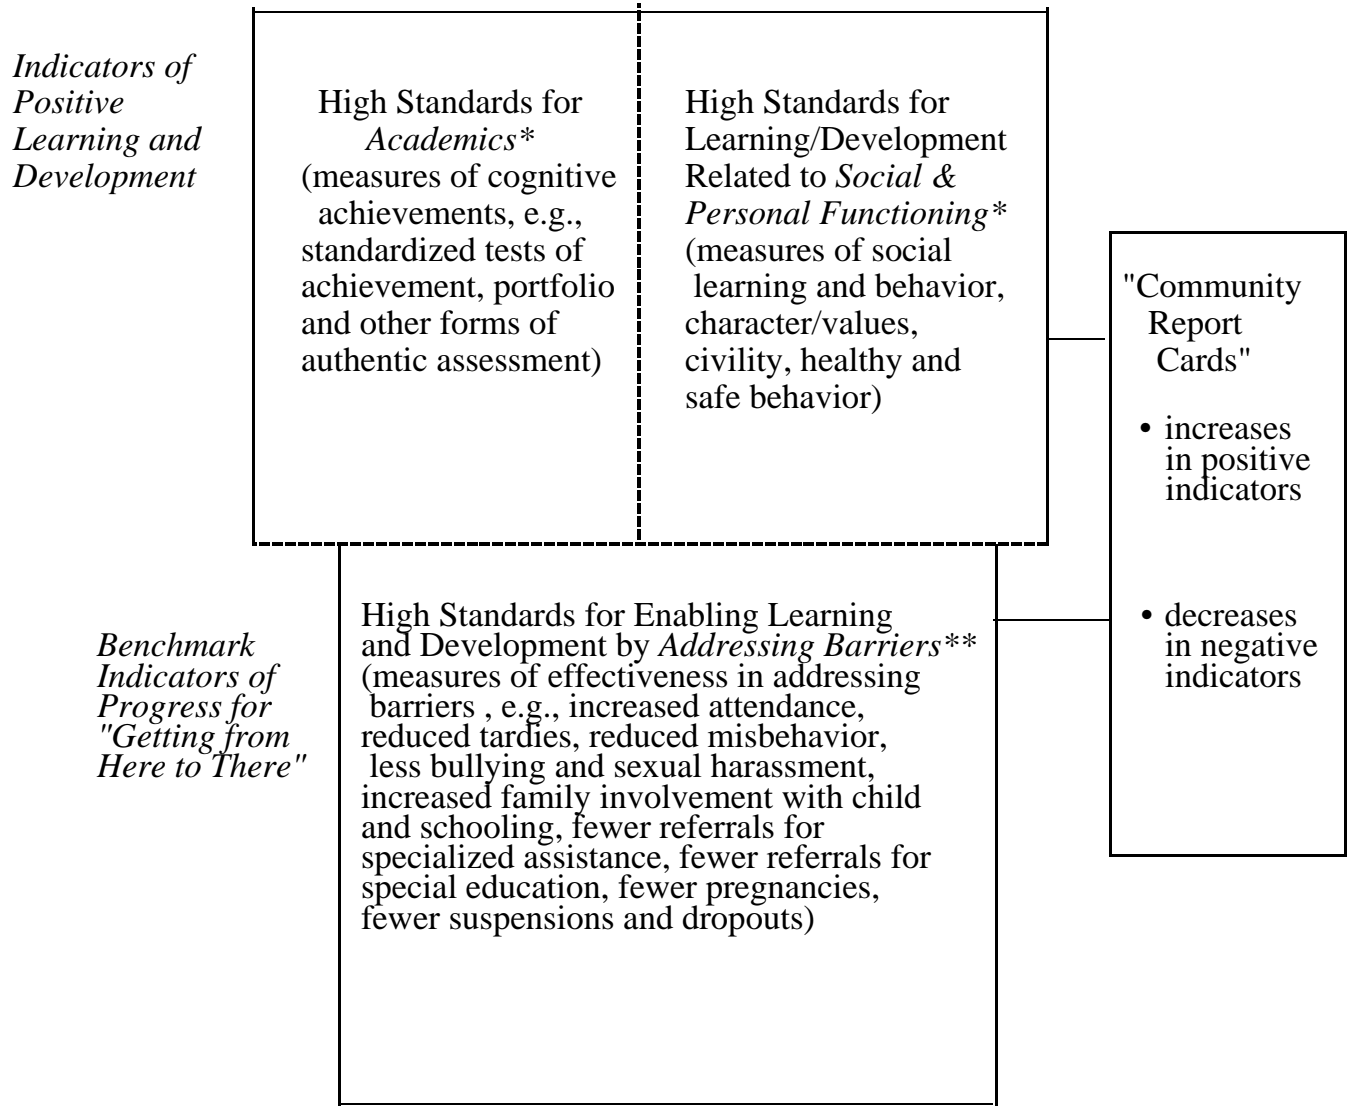 Indicators of
Positive
Learning and
Development
High Standards for
Academics*
(measures of cognitive
achievements, e.g.,
standardized tests of
achievement, portfolio
and other forms of
authentic assessment)
High Standards for
Learning/Development
Related to Social &
Personal Functioning*
(measures of social
learning and behavior,
character/values,
civility, healthy and
safe behavior)
"Community
Report
Cards"
• increases
in positive
indicators
• decreases
in negative
indicators
Benchmark
Indicators of
Progress for
"Getting from
Here to There"
High Standards for Enabling Learning
and Development by Addressing Barriers**
(measures of effectiveness in addressing
barriers , e.g., increased attendance,
reduced tardies, reduced misbehavior,
less bullying and sexual harassment,
increased family involvement with child
and schooling, fewer referrals for
specialized assistance, fewer referrals for
special education, fewer pregnancies,
fewer suspensions and dropouts)